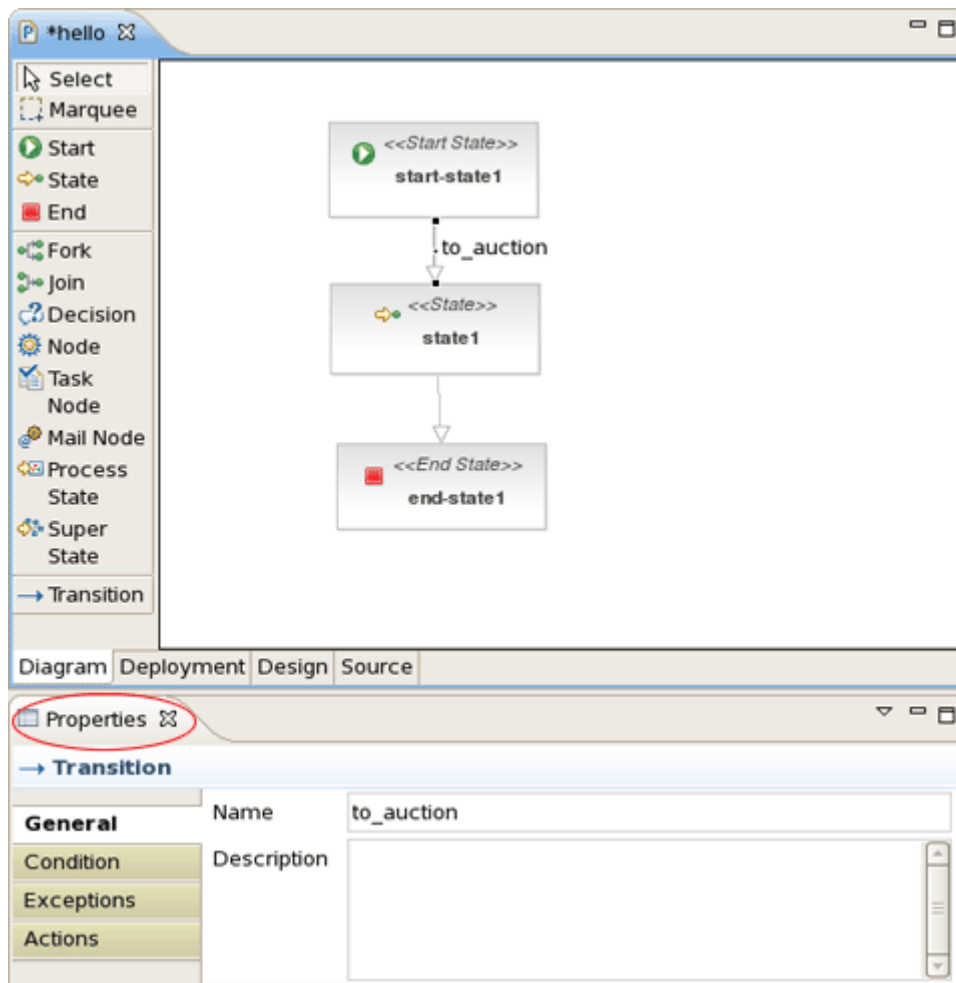 *hello
Select
Marquee
Start
State
End
Fork
Join
Decision
Node
Task
Node
Mail Node
Process
State
Super
State
Transition
<<Start State>>
start-state1
to_auction
<<State>>
state1
<<End State>>
end-state1
Diagram Deployment Design Source
Properties
Transition
General
Condition
Exceptions
Actions
Name to_auction
Description